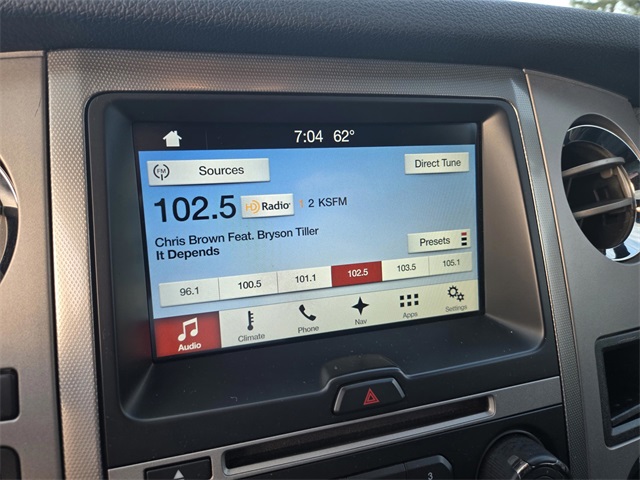 7:04 62°
FM Sources Direct Tune
102.5 HD Radio 1 2 KSFM
Chris Brown Feat. Bryson Tiller
It Depends
Presets
96.1 100.5 101.1 102.5 103.5 105.1
Audio Climate Phone Nav Apps Settings
3